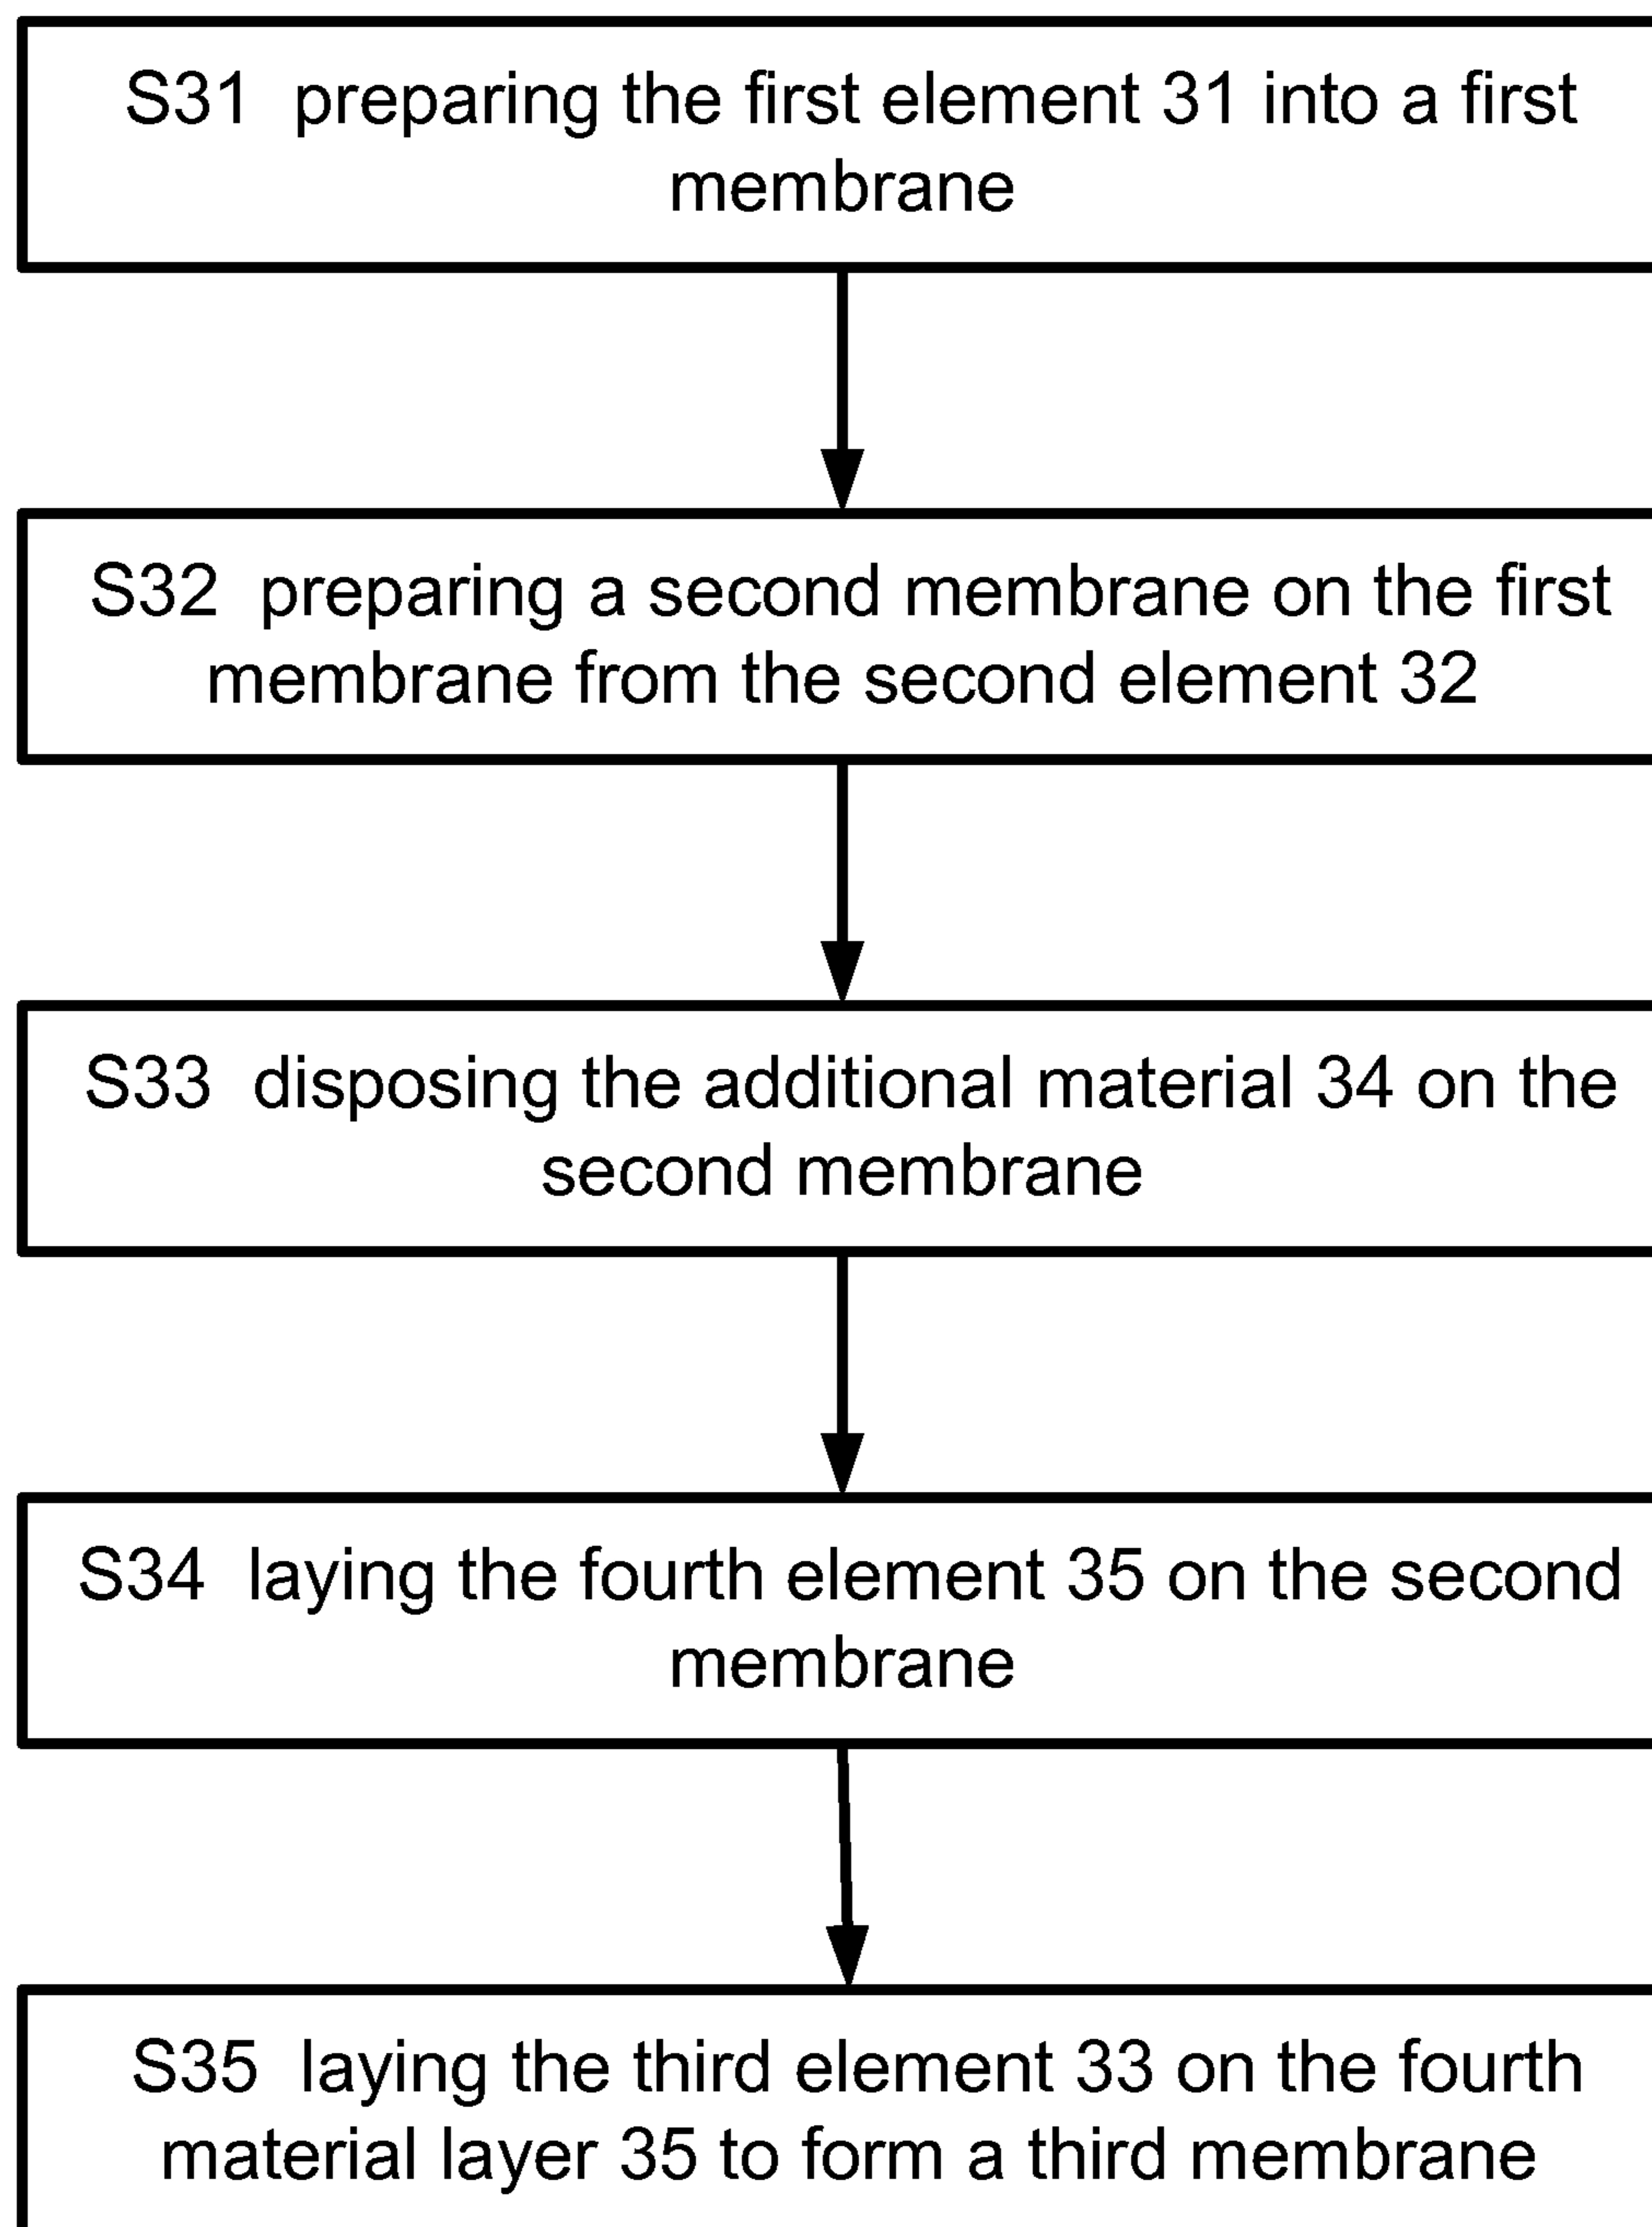 S31 preparing the first element 31 into a first
membrane
S32 preparing a second membrane on the first
membrane from the second element 32
S33 disposing the additional material 34 on the
second membrane
S34 laying the fourth element 35 on the second
membrane
S35 laying the third element 33 on the fourth
material layer 35 to form a third membrane